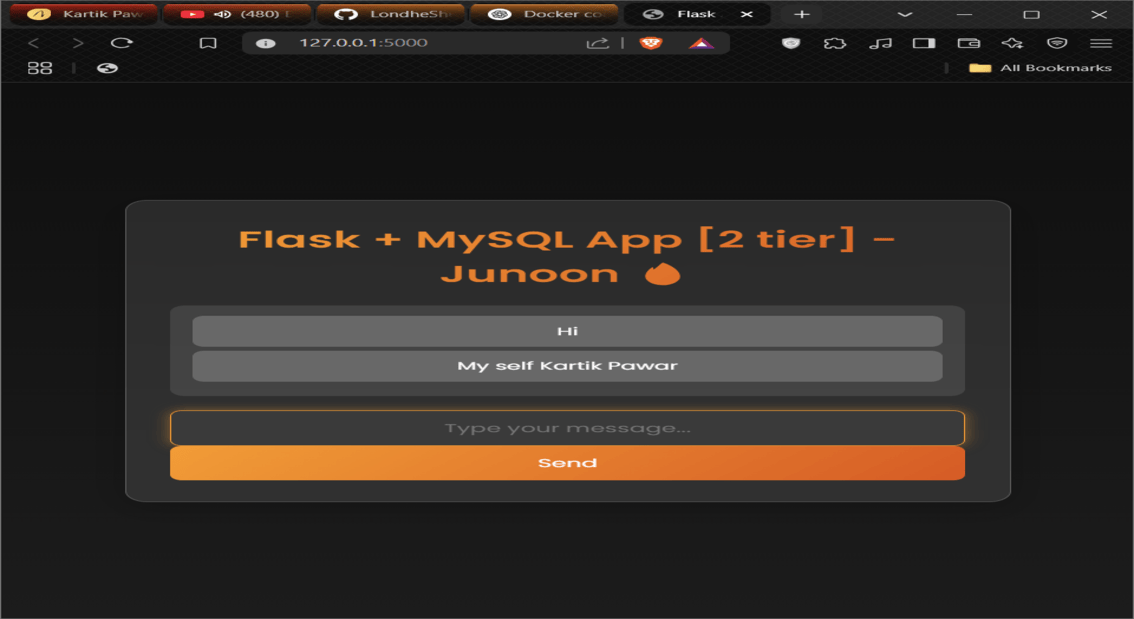 Kartik Paw
(480)
LondheSh
Docker co
Flask
127.0.0.1:5000
All Bookmarks
Flask + MySQL App [2 tier] -
Junoon
Hi
My self Kartik Pawar
Type your message...
Send